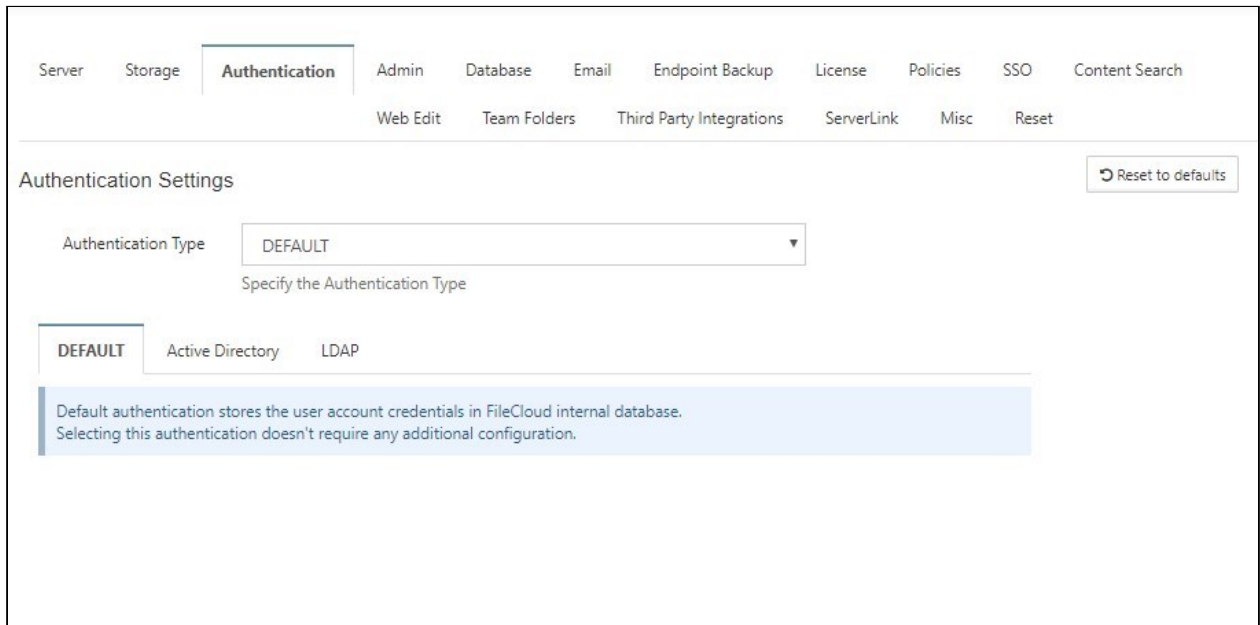 Server Storage Authentication Admin Database Email Endpoint Backup License Policies SSO Content Search
Web Edit Team Folders Third Party Integrations ServerLink Misc Reset
Authentication Settings
Reset to defaults
Authentication Type
DEFAULT
Specify the Authentication Type
DEFAULT Active Directory LDAP
Default authentication stores the user account credentials in FileCloud internal database.
Selecting this authentication doesn't require any additional configuration.